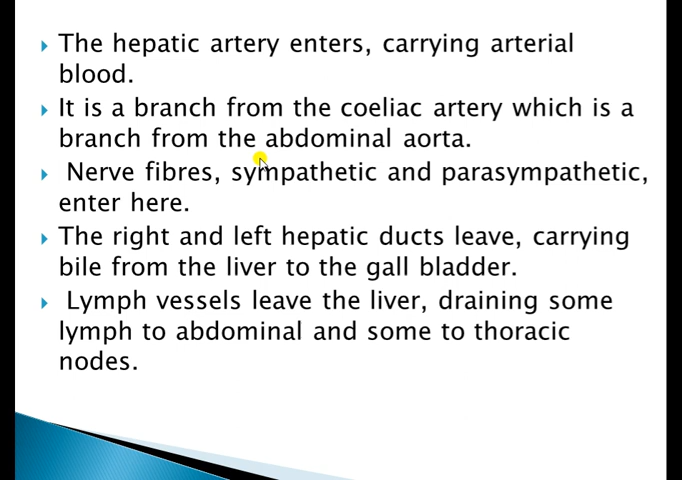 The hepatic artery enters, carrying arterial
blood.
It is a branch from the coeliac artery which is a
branch from the abdominal aorta.
Nerve fibres, sympathetic and parasympathetic,
enter here.
The right and left hepatic ducts leave, carrying
bile from the liver to the gall bladder.
Lymph vessels leave the liver, draining some
lymph to abdominal and some to thoracic
nodes.